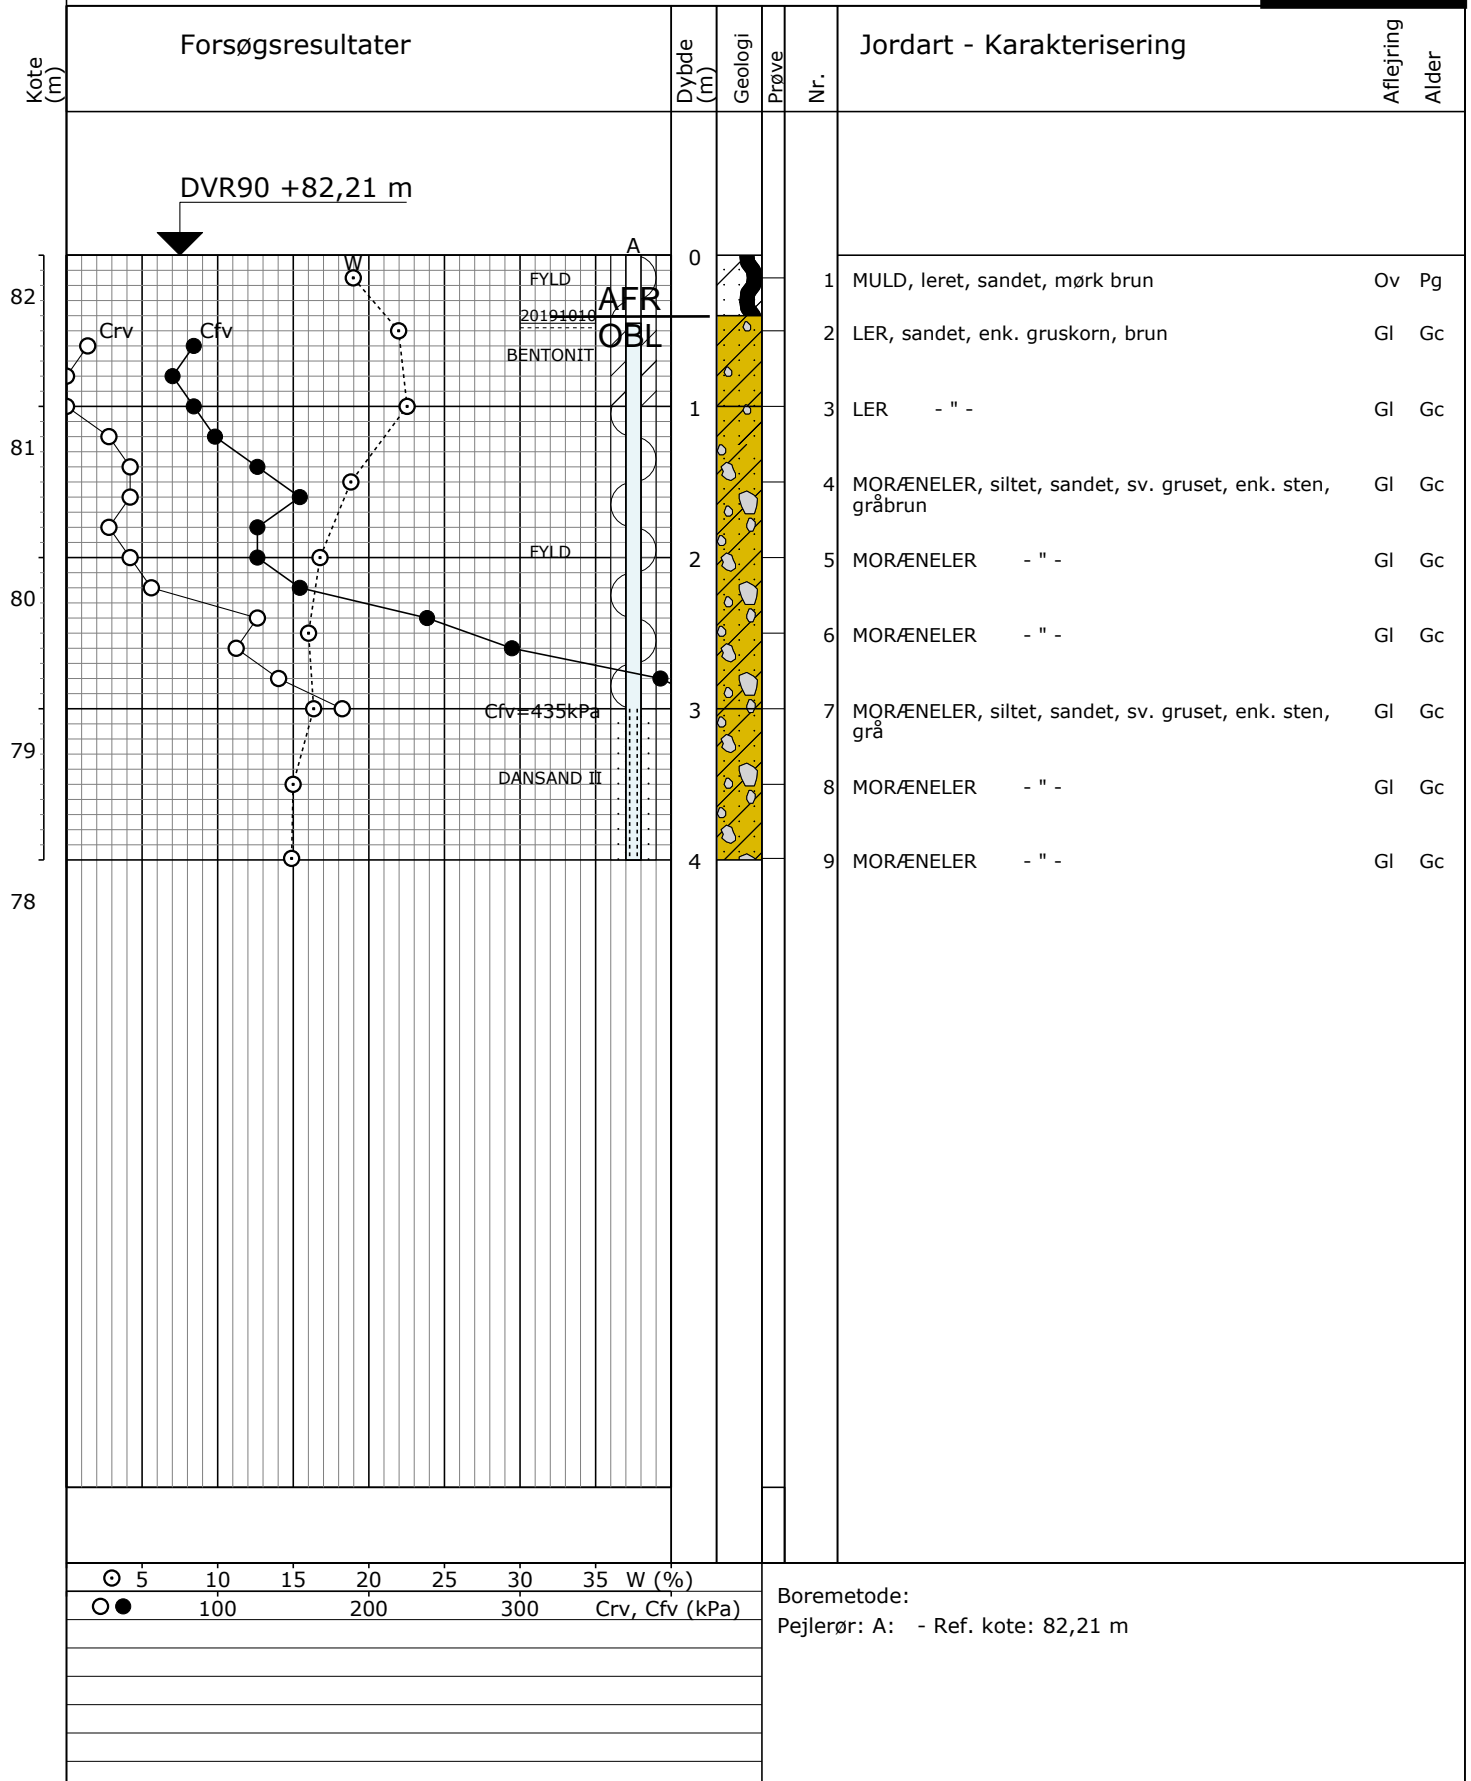 Kote (m)
Forsøgsresultater
Dybde (m)
Geologi
Prøve
Nr.
Jordart - Karakterisering
Aflejring
Alder
DVR90 +82,21 m
A
0
W
82
FYLD
1 MULD, leret, sandet, mørk brun Ov Pg
AFR
20191010
Crv Cfv
OBL
2 LER, sandet, enk. gruskorn, brun Gl Gc
BENTONIT
1
3 LER - " - Gl Gc
81
4 MORÆNELER, siltet, sandet, sv. gruset, enk. sten, Gl Gc
gråbrun
FYLD
2
5 MORÆNELER - " - Gl Gc
80
6 MORÆNELER - " - Gl Gc
Cfv=435kPa
3
7 MORÆNELER, siltet, sandet, sv. gruset, enk. sten, Gl Gc
grå
79
DANSAND II
8 MORÆNELER - " - Gl Gc
4
9 MORÆNELER - " - Gl Gc
78
5 10 15 20 25 30 35 W (%)
100 200 300 Crv, Cfv (kPa)
Boremetode:
Pejlerør: A: - Ref. kote: 82,21 m